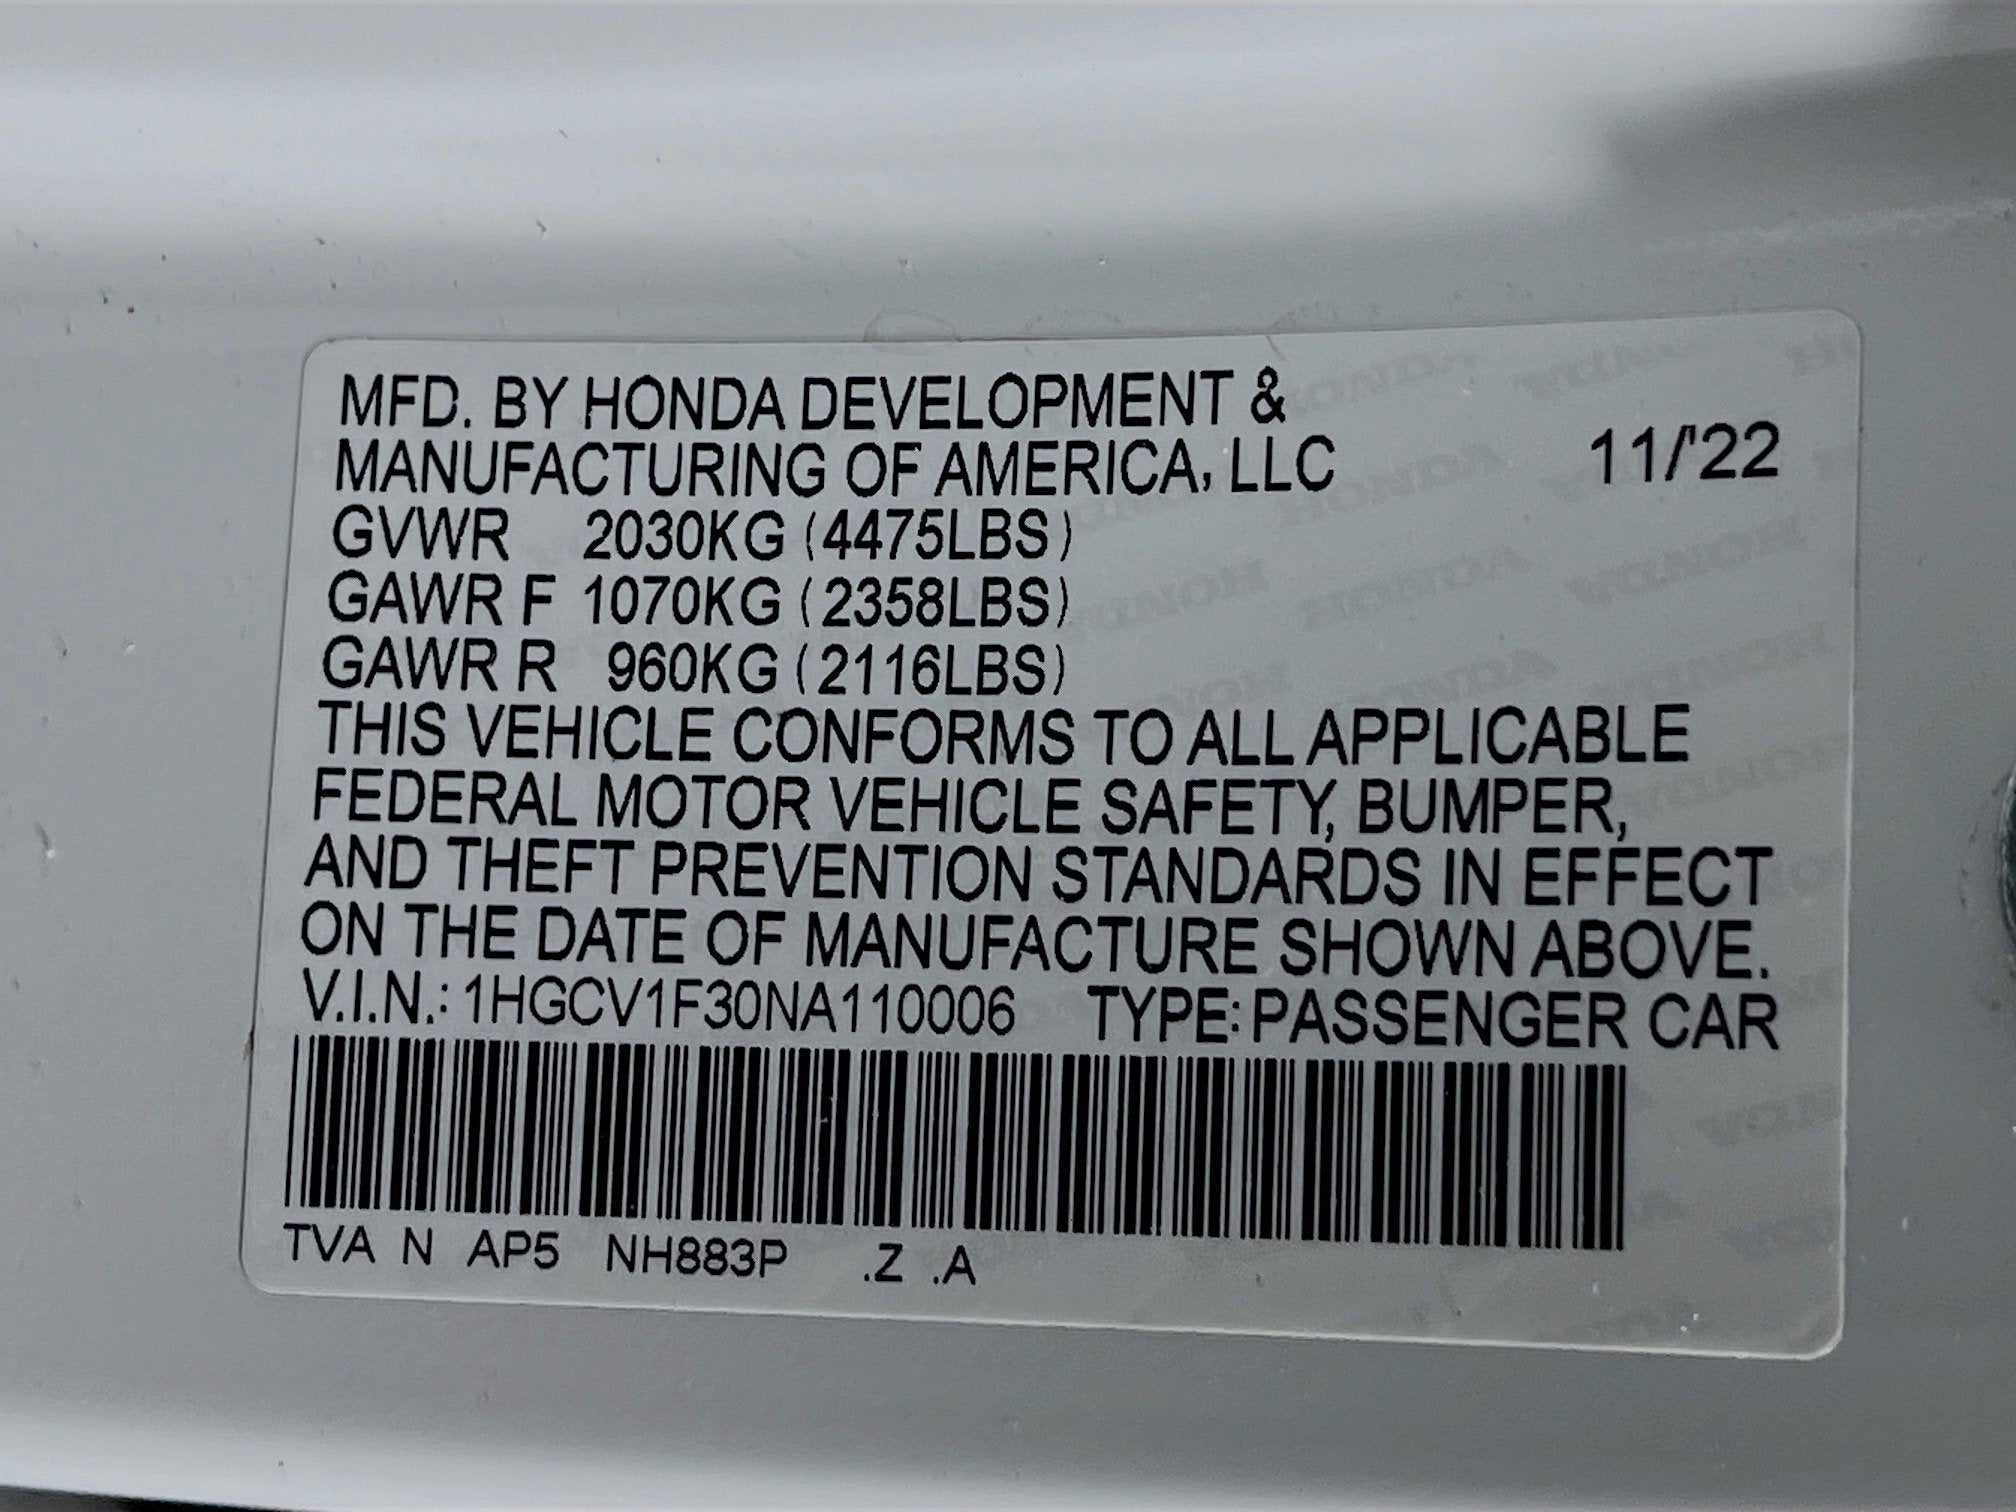 MFD. BY HONDA DEVELOPMENT &
MANUFACTURING OF AMERICA, LLC 11/'22
GVWR 2030KG (4475LBS)
GAWR F 1070KG (2358LBS)
GAWR R 960KG (2116LBS)
THIS VEHICLE CONFORMS TO ALL APPLICABLE
FEDERAL MOTOR VEHICLE SAFETY, BUMPER,
AND THEFT PREVENTION STANDARDS IN EFFECT
ON THE DATE OF MANUFACTURE SHOWN ABOVE.
V.I.N.: 1HGCV1F30NA110006 TYPE: PASSENGER CAR
TVA N AP5 NH883P .Z .A